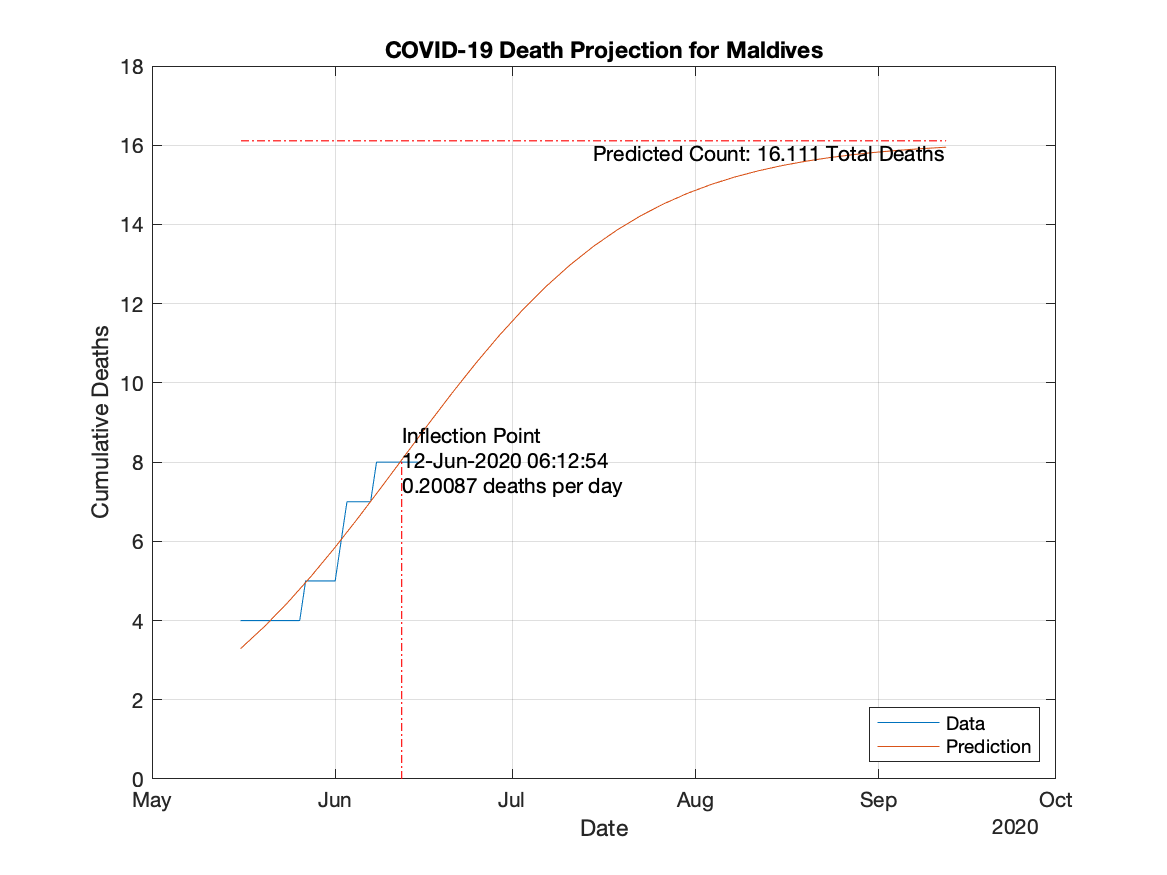 COVID-19 Death Projection for Maldives
18
16
14
12
10
8
6
4
2
0
Cumulative Deaths
Predicted Count: 16.111 Total Deaths
Inflection Point
12-Jun-2020 06:12:54
0.20087 deaths per day
Data
Prediction
May Jun Jul Aug Sep Oct
Date
2020